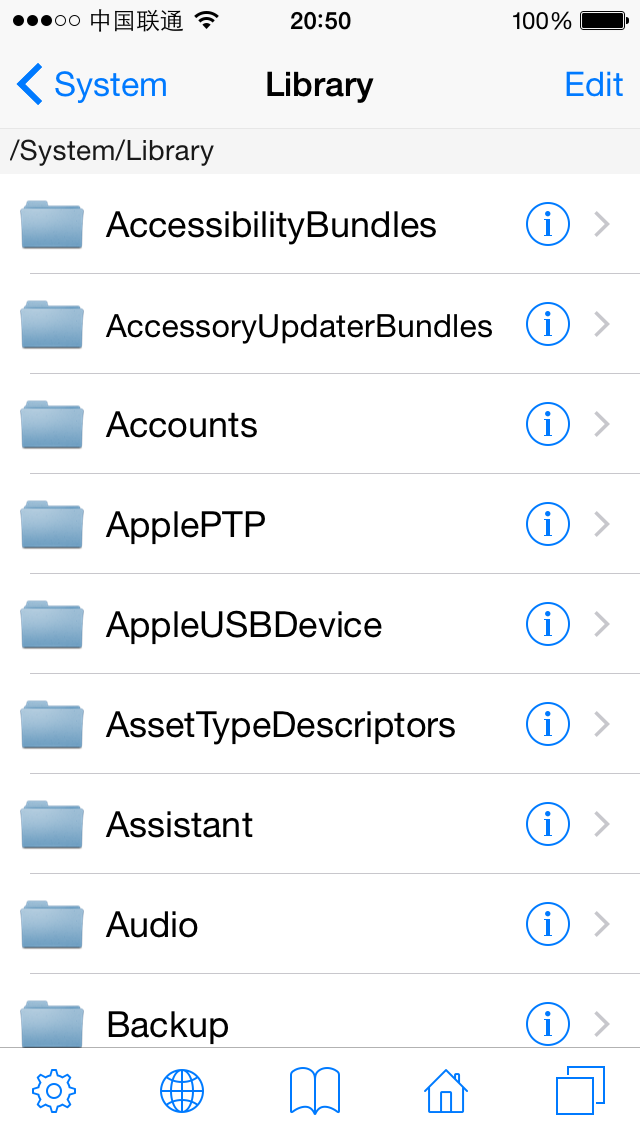 中国联通 20:50 100%
System Library Edit
/System/Library
AccessibilityBundles
AccessoryUpdaterBundles
Accounts
ApplePTP
AppleUSBDevice
AssetTypeDescriptors
Assistant
Audio
Backup